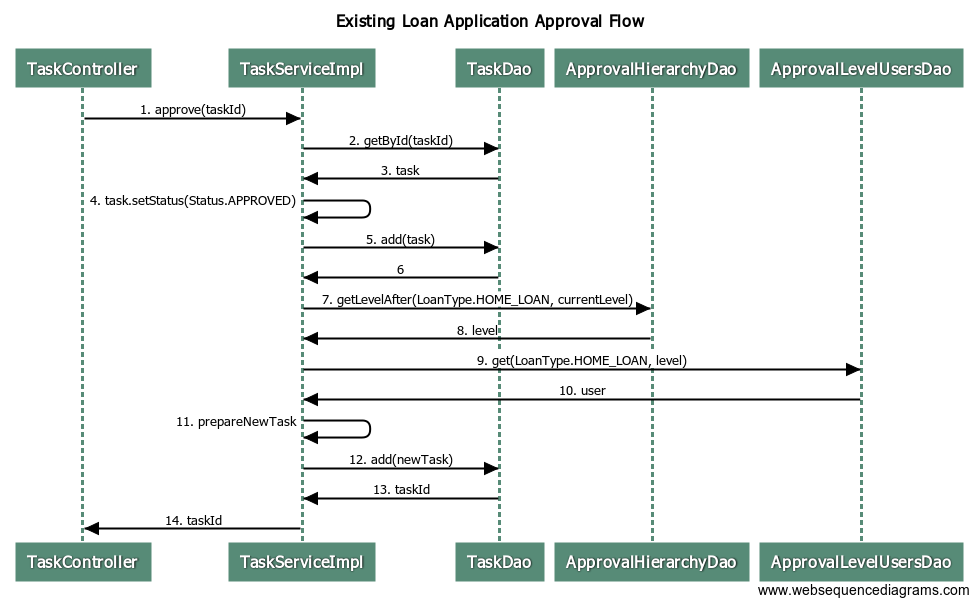 Existing Loan Application Approval Flow
TaskController TaskServiceImpl TaskDao ApprovalHierarchyDao ApprovalLevelUsersDao
1. approve(taskId)
2. getById(taskId)
3. task
4. task.setStatus(Status.APPROVED)
5. add(task)
6
7. getLevelAfter(LoanType.HOME_LOAN, currentLevel)
8. level
9. get(LoanType.HOME_LOAN, level)
10. user
11. prepareNewTask
12. add(newTask)
13. taskId
14. taskId
TaskController TaskServiceImpl TaskDao ApprovalHierarchyDao ApprovalLevelUsersDao
www.websequencediagrams.com